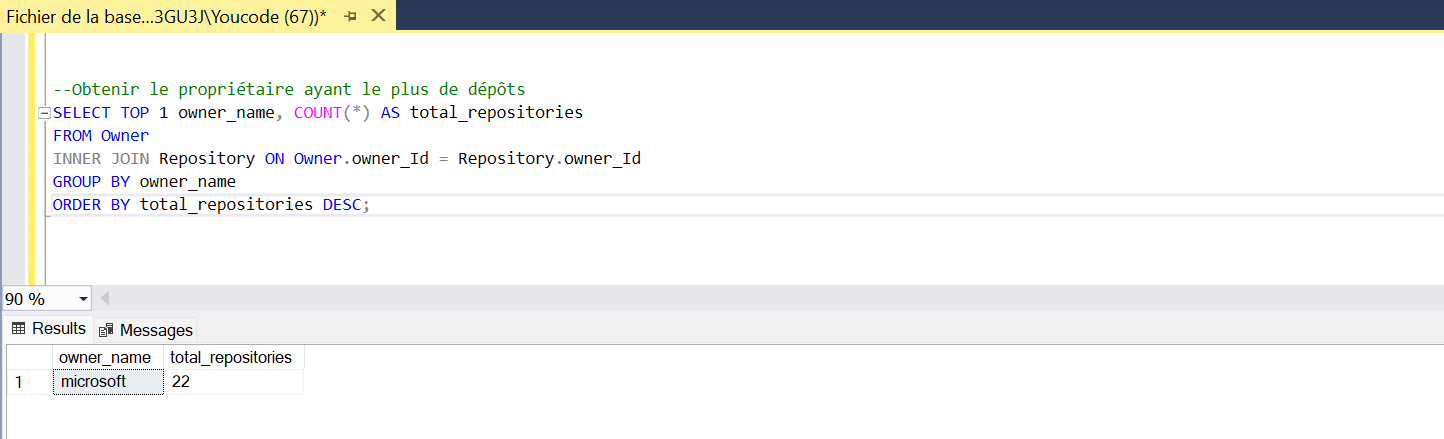 Fichier de la base...3GU3J\Youcode (67))*
--Obtenir le propriétaire ayant le plus de dépôts
SELECT TOP 1 owner_name, COUNT(*) AS total_repositories
FROM Owner
INNER JOIN Repository ON Owner.owner_Id = Repository.owner_Id
GROUP BY owner_name
ORDER BY total_repositories DESC;
90 %
Results Messages
owner_name total_repositories
1 microsoft 22